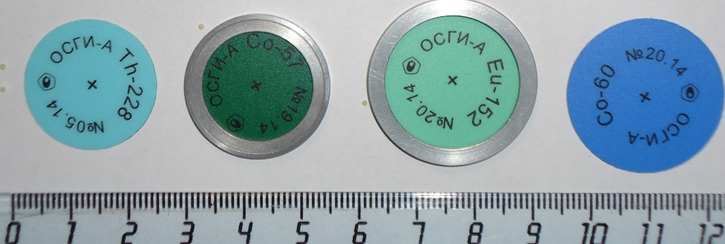 ОСГИ-А Th-228 №05.14
ОСГИ-А Co-57 №19.14
ОСГИ-А Eu-152 №20.14
ОСГИ-А Co-60 №20.14
0 1 2 3 4 5 6 7 8 9 10 11 12